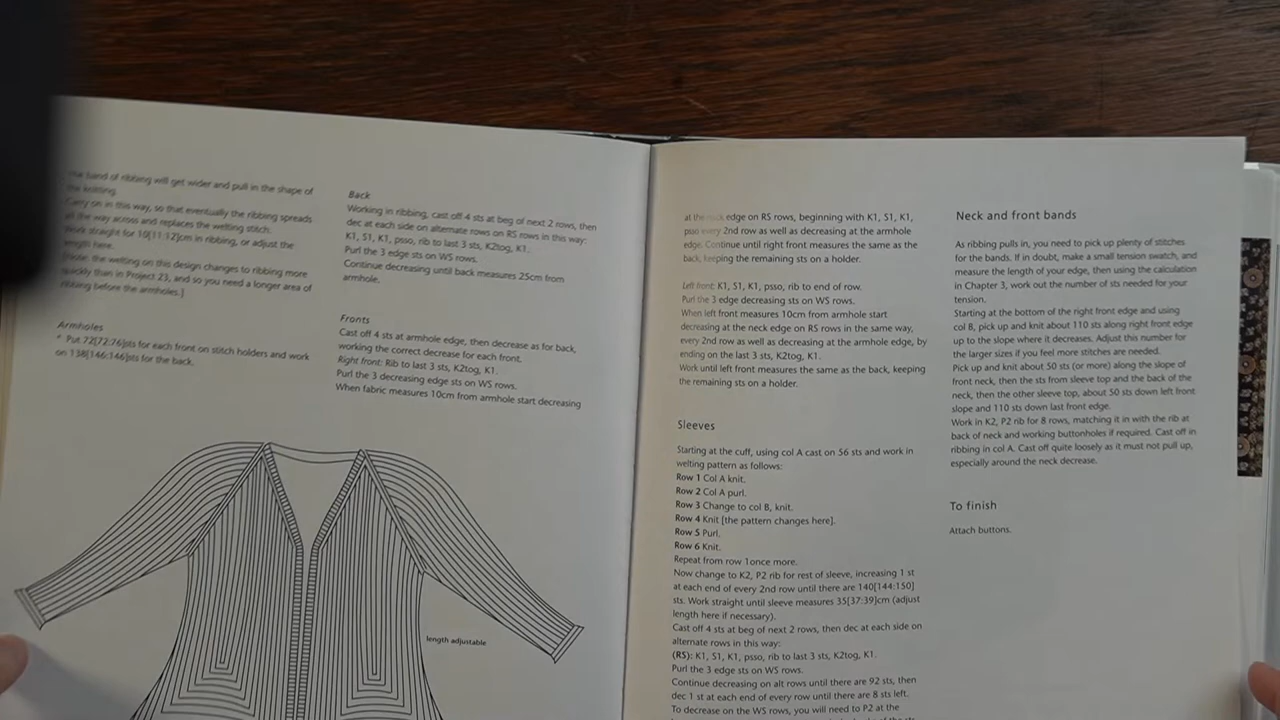 The band of ribbing will get wider and pull in the shape of
the knitting.
Carry on in this way, so that eventually the ribbing spreads
all the way across and replaces the welting stitch.
Work straight for 10[11:12]cm in ribbing, or adjust the
length here.
[Note: the welting on this design changes to ribbing more
quickly than in Project 23, and so you need a longer area of
ribbing before the armholes.]
Armholes
* Put 72[72:76]sts for each front on stitch holders and work
on 138[146:146]sts for the back.
Back
Working in ribbing, cast off 4 sts at beg of next 2 rows, then
dec at each side on alternate rows on RS rows in this way:
K1, S1, K1, psso, rib to last 3 sts, K2tog, K1.
Purl the 3 edge sts on WS rows.
Continue decreasing until back measures 25cm from
armhole.
Fronts
Cast off 4 sts at armhole edge, then decrease as for back,
working the correct decrease for each front.
Right front: Rib to last 3 sts, K2tog, K1.
Purl the 3 decreasing edge sts on WS rows.
When fabric measures 10cm from armhole start decreasing
length adjustable
at the neck edge on RS rows, beginning with K1, S1, K1,
psso every 2nd row as well as decreasing at the armhole
edge. Continue until right front measures the same as the
back, keeping the remaining sts on a holder.
Left front: K1, S1, K1, psso, rib to end of row.
Purl the 3 edge decreasing sts on WS rows.
When left front measures 10cm from armhole start
decreasing at the neck edge on RS rows in the same way,
every 2nd row as well as decreasing at the armhole edge, by
ending on the last 3 sts, K2tog, K1.
Work until left front measures the same as the back, keeping
the remaining sts on a holder.
Sleeves
Starting at the cuff, using col A cast on 56 sts and work in
welting pattern as follows:
Row 1 Col A knit.
Row 2 Col A purl.
Row 3 Change to col B, knit.
Row 4 Knit [the pattern changes here].
Row 5 Purl.
Row 6 Knit.
Repeat from row 1once more.
Now change to K2, P2 rib for rest of sleeve, increasing 1 st
at each end of every 2nd row until there are 140[144:150]
sts. Work straight until sleeve measures 35[37:39]cm (adjust
length here if necessary).
Cast off 4 sts at beg of next 2 rows, then dec at each side on
alternate rows in this way:
(RS): K1, S1, K1, psso, rib to last 3 sts, K2tog, K1.
Purl the 3 edge sts on WS rows.
Continue decreasing on alt rows until there are 92 sts, then
dec 1 st at each end of every row until there are 8 sts left.
To decrease on the WS rows, you will need to P2 at the
Neck and front bands
As ribbing pulls in, you need to pick up plenty of stitches
for the bands. If in doubt, make a small tension swatch, and
measure the length of your edge, then using the calculation
in Chapter 3, work out the number of sts needed for your
tension.
Starting at the bottom of the right front edge and using
col B, pick up and knit about 110 sts along right front edge
up to the slope where it decreases. Adjust this number for
the larger sizes if you feel more stitches are needed.
Pick up and knit about 50 sts (or more) along the slope of
front neck, then the sts from sleeve top and the back of the
neck, then the other sleeve top, about 50 sts down left front
slope and 110 sts down last front edge.
Work in K2, P2 rib for 8 rows, matching it in with the rib at
back of neck and working buttonholes if required. Cast off in
ribbing in col A. Cast off quite loosely as it must not pull up,
especially around the neck decrease.
To finish
Attach buttons.